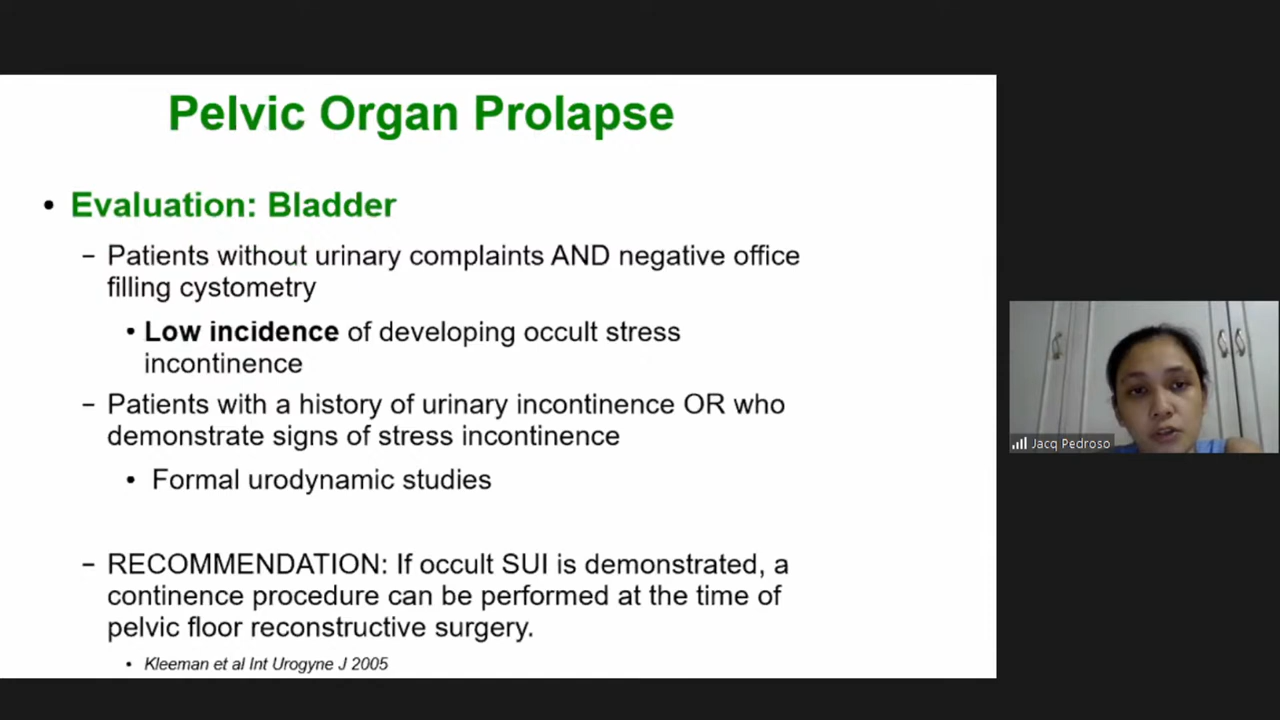 Pelvic Organ Prolapse
• Evaluation: Bladder
– Patients without urinary complaints AND negative office
filling cystometry
• Low incidence of developing occult stress
incontinence
– Patients with a history of urinary incontinence OR who
demonstrate signs of stress incontinence
• Formal urodynamic studies
– RECOMMENDATION: If occult SUI is demonstrated, a
continence procedure can be performed at the time of
pelvic floor reconstructive surgery.
• Kleeman et al Int Urogyne J 2005
Jacq Pedroso